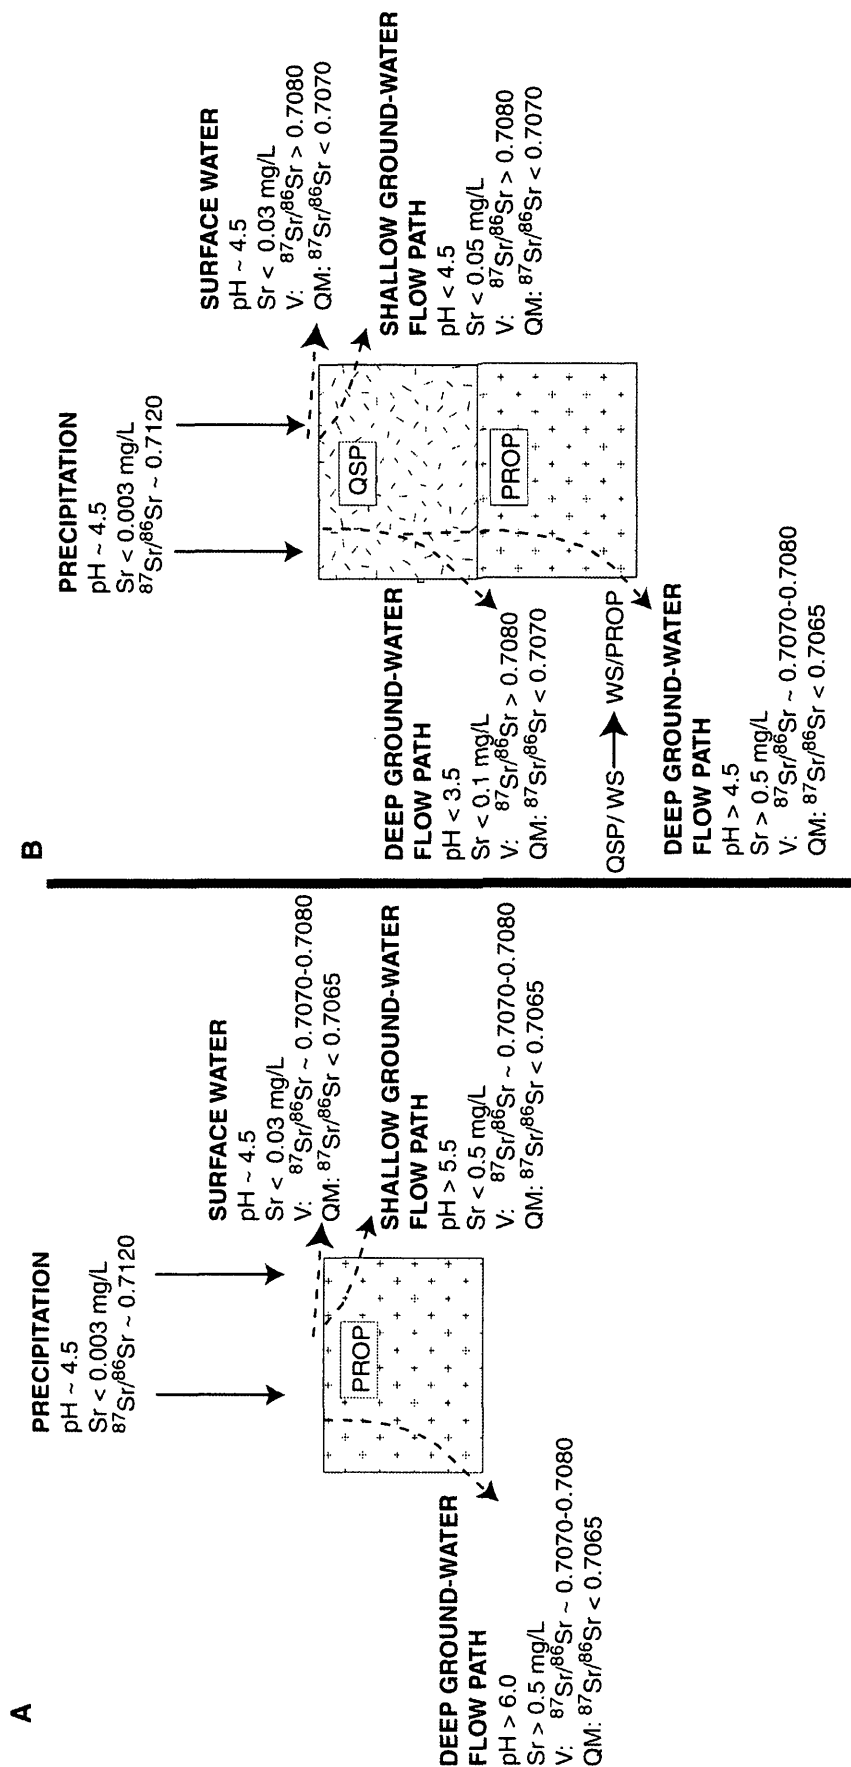 A
PRECIPITATION
pH ~ 4.5
Sr < 0.003 mg/L
87Sr/86Sr ~ 0.7120
SURFACE WATER
pH ~ 4.5
Sr < 0.03 mg/L
V: 87Sr/86Sr ~ 0.7070-0.7080
QM: 87Sr/86Sr < 0.7065
PROP
SHALLOW GROUND-WATER
FLOW PATH
pH > 5.5
Sr < 0.5 mg/L
V: 87Sr/86Sr ~ 0.7070-0.7080
QM: 87Sr/86Sr < 0.7065
DEEP GROUND-WATER
FLOW PATH
pH > 6.0
Sr > 0.5 mg/L
V: 87Sr/86Sr ~ 0.7070-0.7080
QM: 87Sr/86Sr < 0.7065
B
PRECIPITATION
pH ~ 4.5
Sr < 0.003 mg/L
87Sr/86Sr ~ 0.7120
SURFACE WATER
pH ~ 4.5
Sr < 0.03 mg/L
V: 87Sr/86Sr > 0.7080
QM: 87Sr/86Sr < 0.7070
QSP
SHALLOW GROUND-WATER
FLOW PATH
pH < 4.5
Sr < 0.05 mg/L
V: 87Sr/86Sr > 0.7080
QM: 87Sr/86Sr < 0.7070
DEEP GROUND-WATER
FLOW PATH
pH < 3.5
Sr < 0.1 mg/L
V: 87Sr/86Sr > 0.7080
QM: 87Sr/86Sr < 0.7070
PROP
QSP/ WS WS/PROP
DEEP GROUND-WATER
FLOW PATH
pH > 4.5
Sr > 0.5 mg/L
V: 87Sr/86Sr ~ 0.7070-0.7080
QM: 87Sr/86Sr < 0.7065